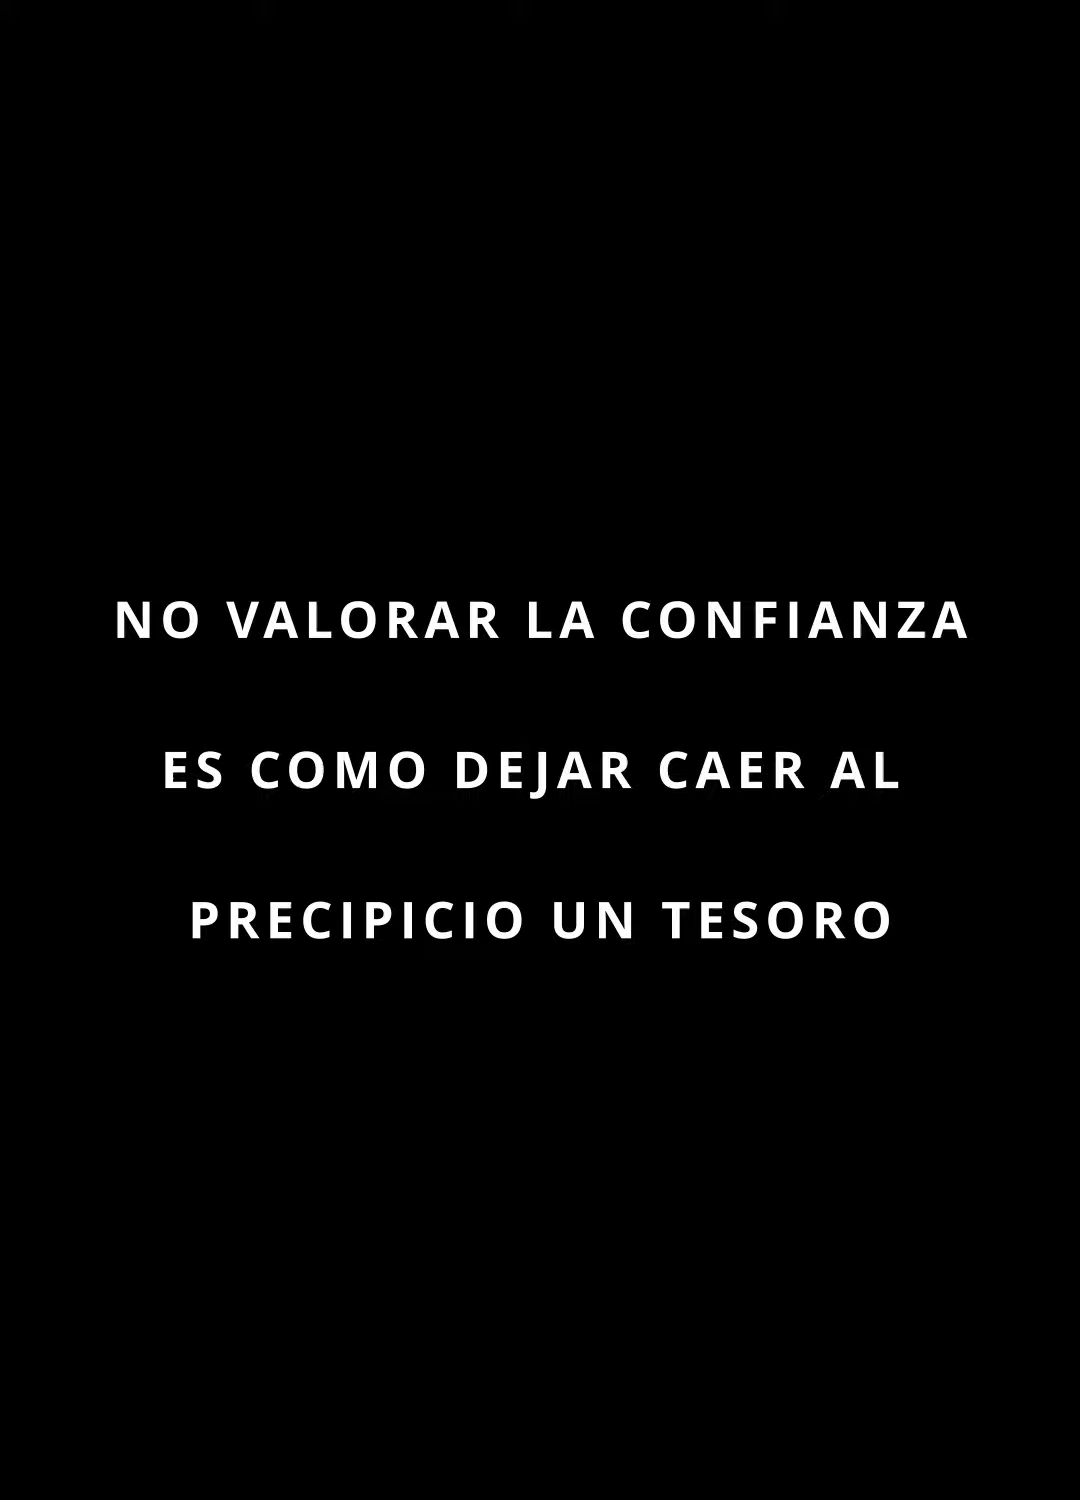 NO VALORAR LA CONFIANZA
ES COMO DEJAR CAER AL
PRECIPICIO UN TESORO